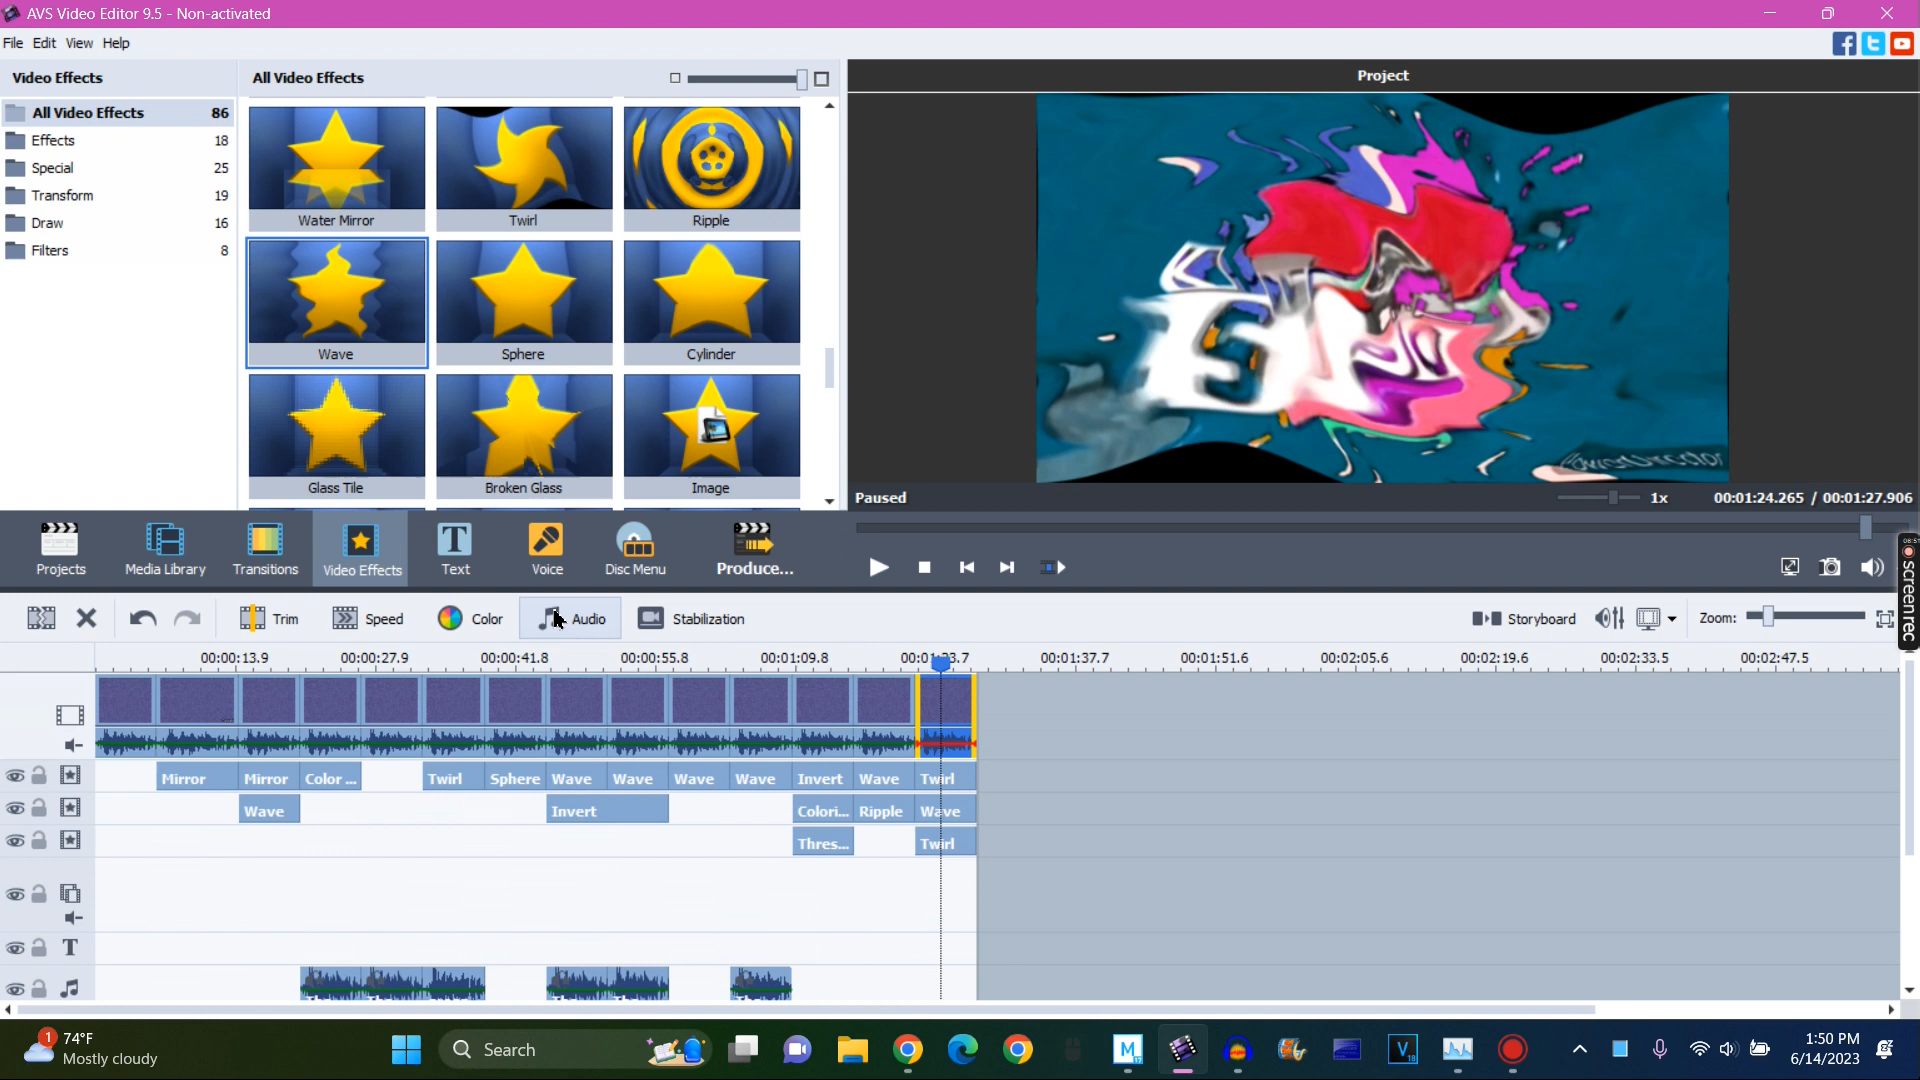 AVS Video Editor 9.5 - Non-activated
File Edit View Help
Video Effects
All Video Effects
Project
All Video Effects 86
Effects 18
Special 25
Transform 19
Draw 16
Filters 8
Water Mirror
Twirl
Ripple
Wave
Sphere
Cylinder
Glass Tile
Broken Glass
Image
Paused
1x
00:01:24.265 / 00:01:27.906
Projects
Media Library
Transitions
Video Effects
Text
Voice
Disc Menu
Produce...
screenrec
Trim
Speed
Color
Audio
Stabilization
Storyboard
Zoom:
00:00:13.9 00:00:27.9 00:00:41.8 00:00:55.8 00:01:09.8 00:01:23.7 00:01:37.7 00:01:51.6 00:02:05.6 00:02:19.6 00:02:33.5 00:02:47.5
Mirror Mirror Color ... Twirl Sphere Wave Wave Wave Wave Invert Wave Twirl
Wave Invert Colori... Ripple Wave
Thres... Twirl
T
1
74°F
Mostly cloudy
Search
1:50 PM
6/14/2023